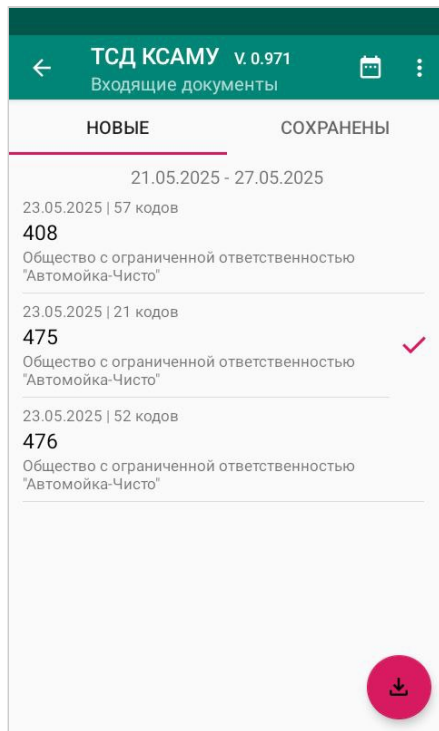 ТСД КСАМУ V. 0.971
Входящие документы
НОВЫЕ СОХРАНЕНЫ
21.05.2025 - 27.05.2025
23.05.2025 | 57 кодов
408
Общество с ограниченной ответственностью
"Автомойка-Чисто"
23.05.2025 | 21 кодов
475
Общество с ограниченной ответственностью
"Автомойка-Чисто"
23.05.2025 | 52 кодов
476
Общество с ограниченной ответственностью
"Автомойка-Чисто"